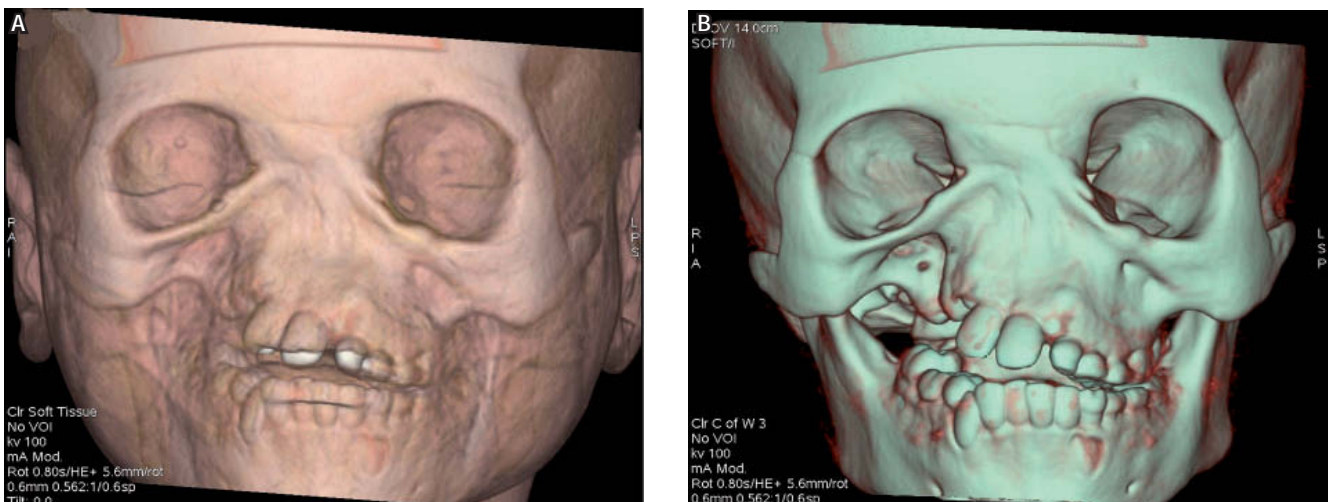 A
R
A
I
L
P
S
Clr Soft Tissue
No VOI
kv 100
mA Mod.
Rot 0.80s/HE+ 5.6mm/rot
0.6mm 0.562:1/0.6sp
B
14.0cm
SOFT/I
R
I
A
L
S
P
Clr C of W 3
No VOI
kv 100
mA Mod.
Rot 0.80s/HE+ 5.6mm/rot
0.6mm 0.562:1/0.6sp